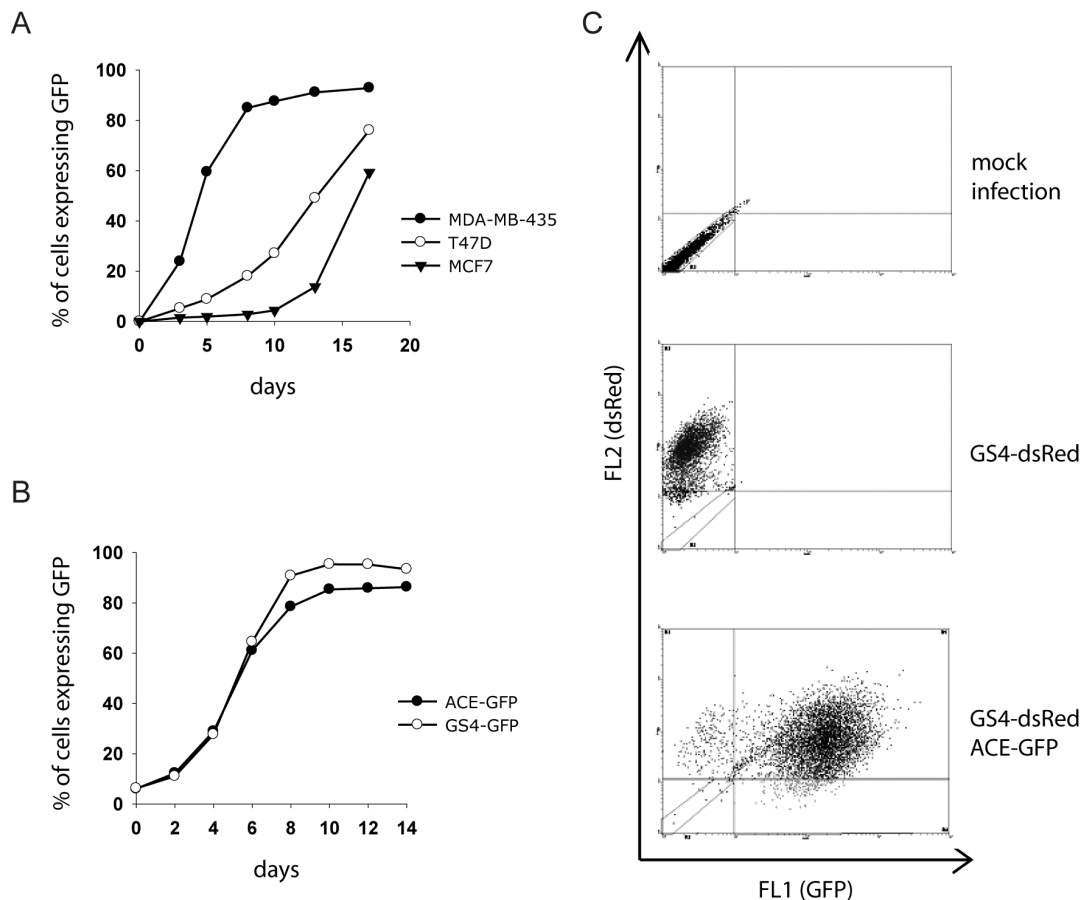 A
% of cells expressing GFP
100
80
60
40
20
0
0 5 10 15 20
days
MDA-MB-435
T47D
MCF7
B
% of cells expressing GFP
100
80
60
40
20
0
0 2 4 6 8 10 12 14
days
ACE-GFP
GS4-GFP
C
FL2 (dsRed)
mock
infection
GS4-dsRed
GS4-dsRed
ACE-GFP
FL1 (GFP)